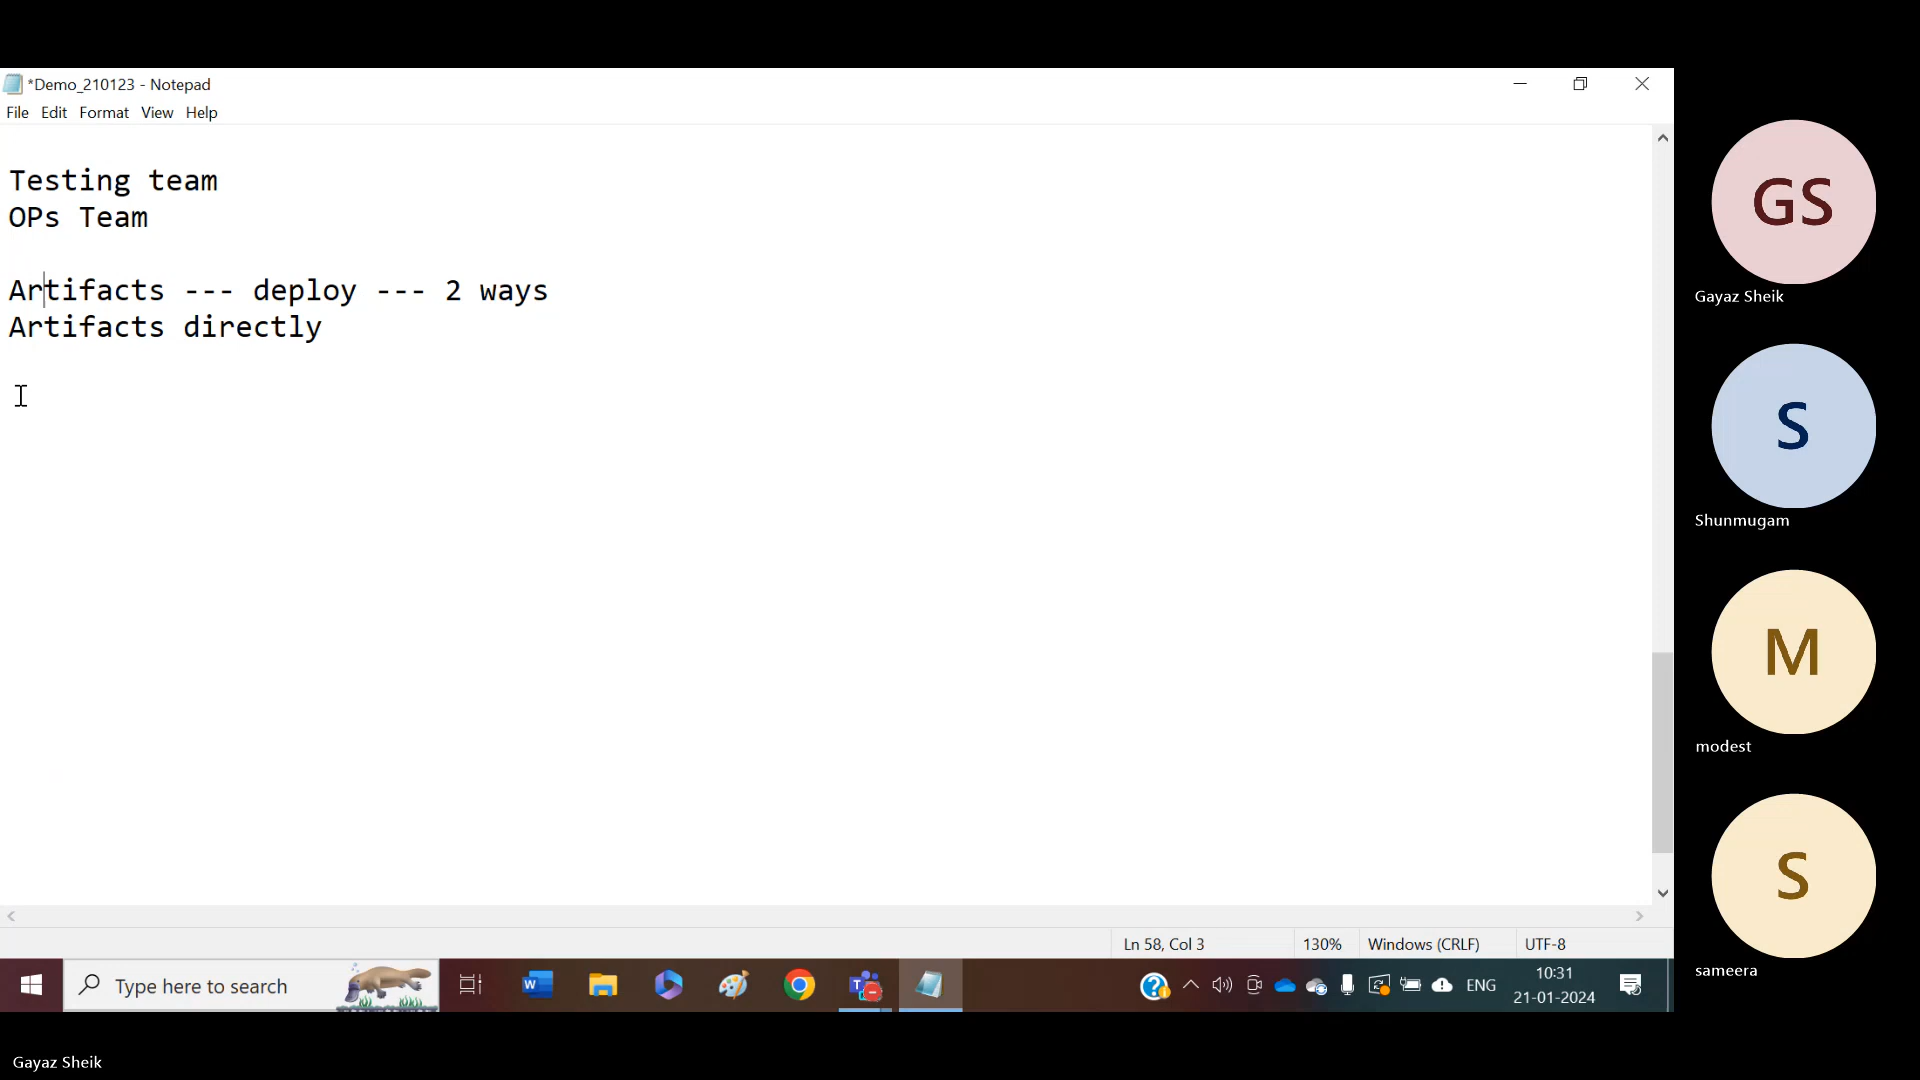 *Demo_210123 - Notepad
File Edit Format View Help
Testing team
OPs Team
Artifacts --- deploy --- 2 ways
Artifacts directly
Ln 58, Col 3
130%
Windows (CRLF)
UTF-8
Type here to search
ENG
10:31
21-01-2024
GS
Gayaz Sheik
S
Shunmugam
M
modest
S
sameera
Gayaz Sheik